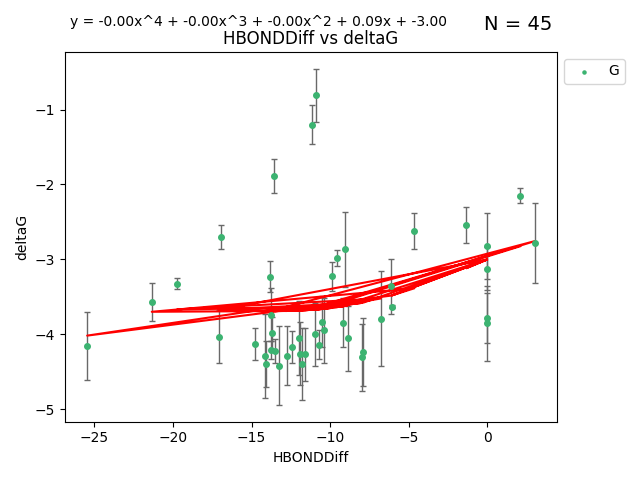 y = -0.00x^4 + -0.00x^3 + -0.00x^2 + 0.09x + -3.00
N = 45
HBONDDiff vs deltaG
G
−1
−2
−3
−4
−5
deltaG
−25 −20 −15 −10 −5 0
HBONDDiff